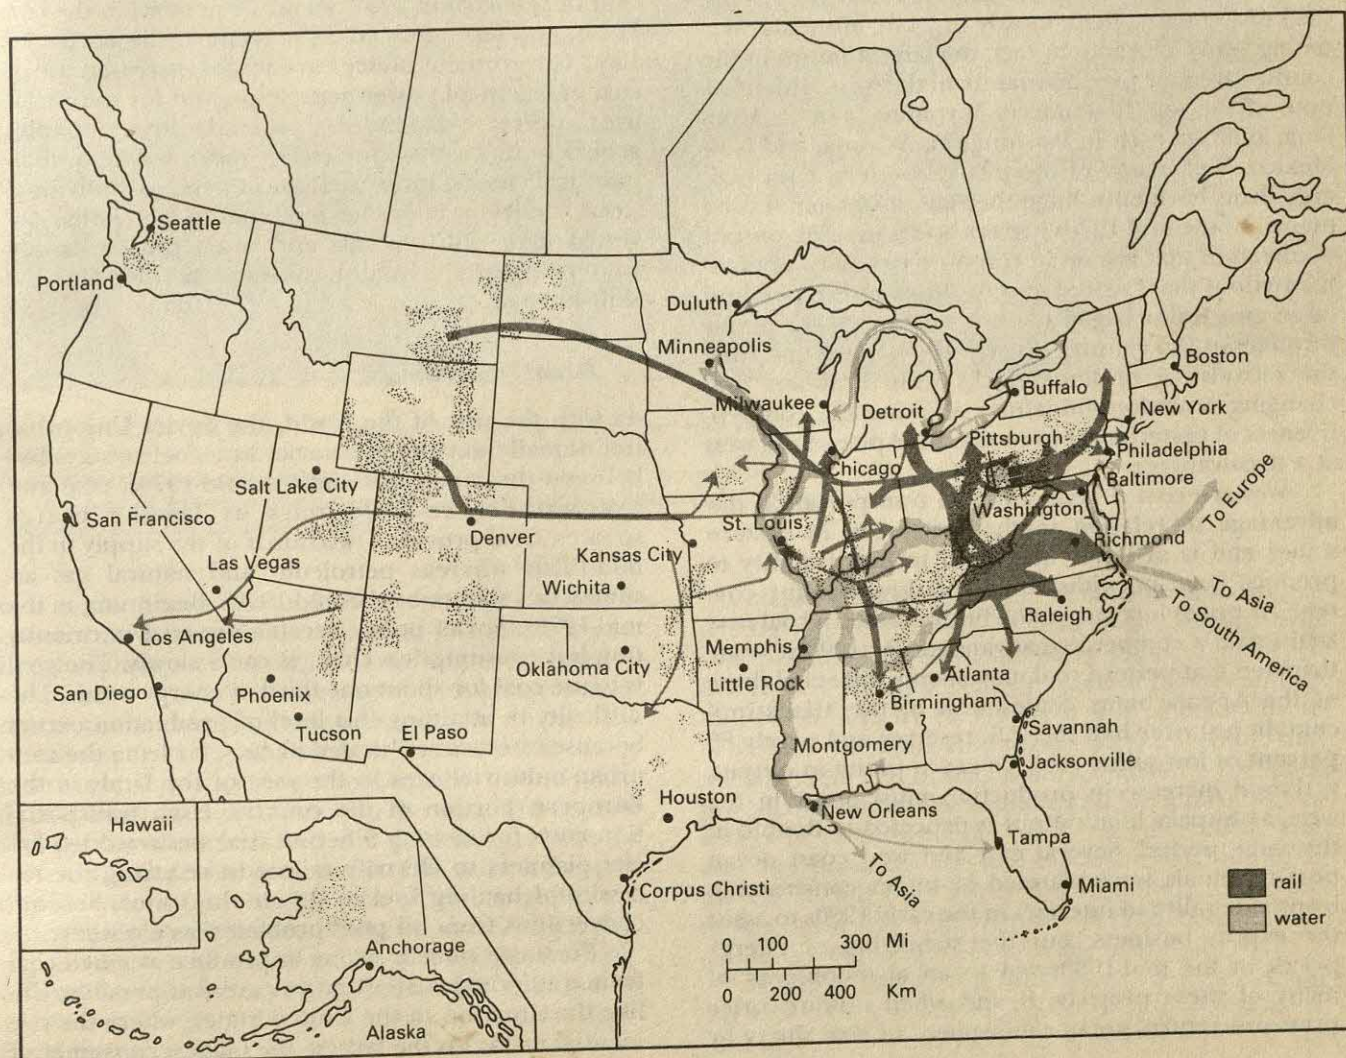 Seattle
Portland
Duluth
Minneapolis
Milwaukee
Detroit
Buffalo
Boston
New York
Pittsburgh
Philadelphia
Chicago
Baltimore
Salt Lake City
Washington
To Europe
San Francisco
Denver
St. Louis
Richmond
Kansas City
Las Vegas
Wichita
To Asia
Los Angeles
Raleigh
To South America
Memphis
Oklahoma City
San Diego
Phoenix
Little Rock
Atlanta
Birmingham
Tucson
El Paso
Montgomery
Savannah
Jacksonville
Houston
New Orleans
Hawaii
Tampa
To Asia
Corpus Christi
Miami
rail
water
Anchorage
0 100 300 Mi
0 200 400 Km
Alaska